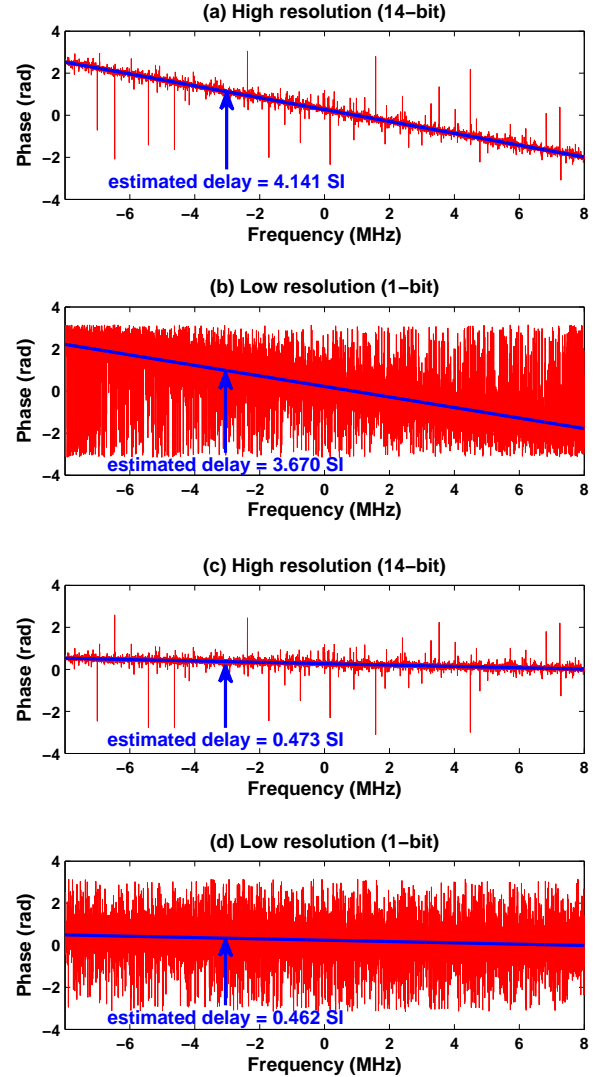 (a) High resolution (14−bit)
4
2
0
−2
−4
Phase (rad)
estimated delay = 4.141 SI
−6 −4 −2 0 2 4 6 8
Frequency (MHz)
(b) Low resolution (1−bit)
4
2
0
−2
−4
Phase (rad)
estimated delay = 3.670 SI
−6 −4 −2 0 2 4 6 8
Frequency (MHz)
(c) High resolution (14−bit)
4
2
0
−2
−4
Phase (rad)
estimated delay = 0.473 SI
−6 −4 −2 0 2 4 6 8
Frequency (MHz)
(d) Low resolution (1−bit)
4
2
0
−2
−4
Phase (rad)
estimated delay = 0.462 SI
−6 −4 −2 0 2 4 6 8
Frequency (MHz)